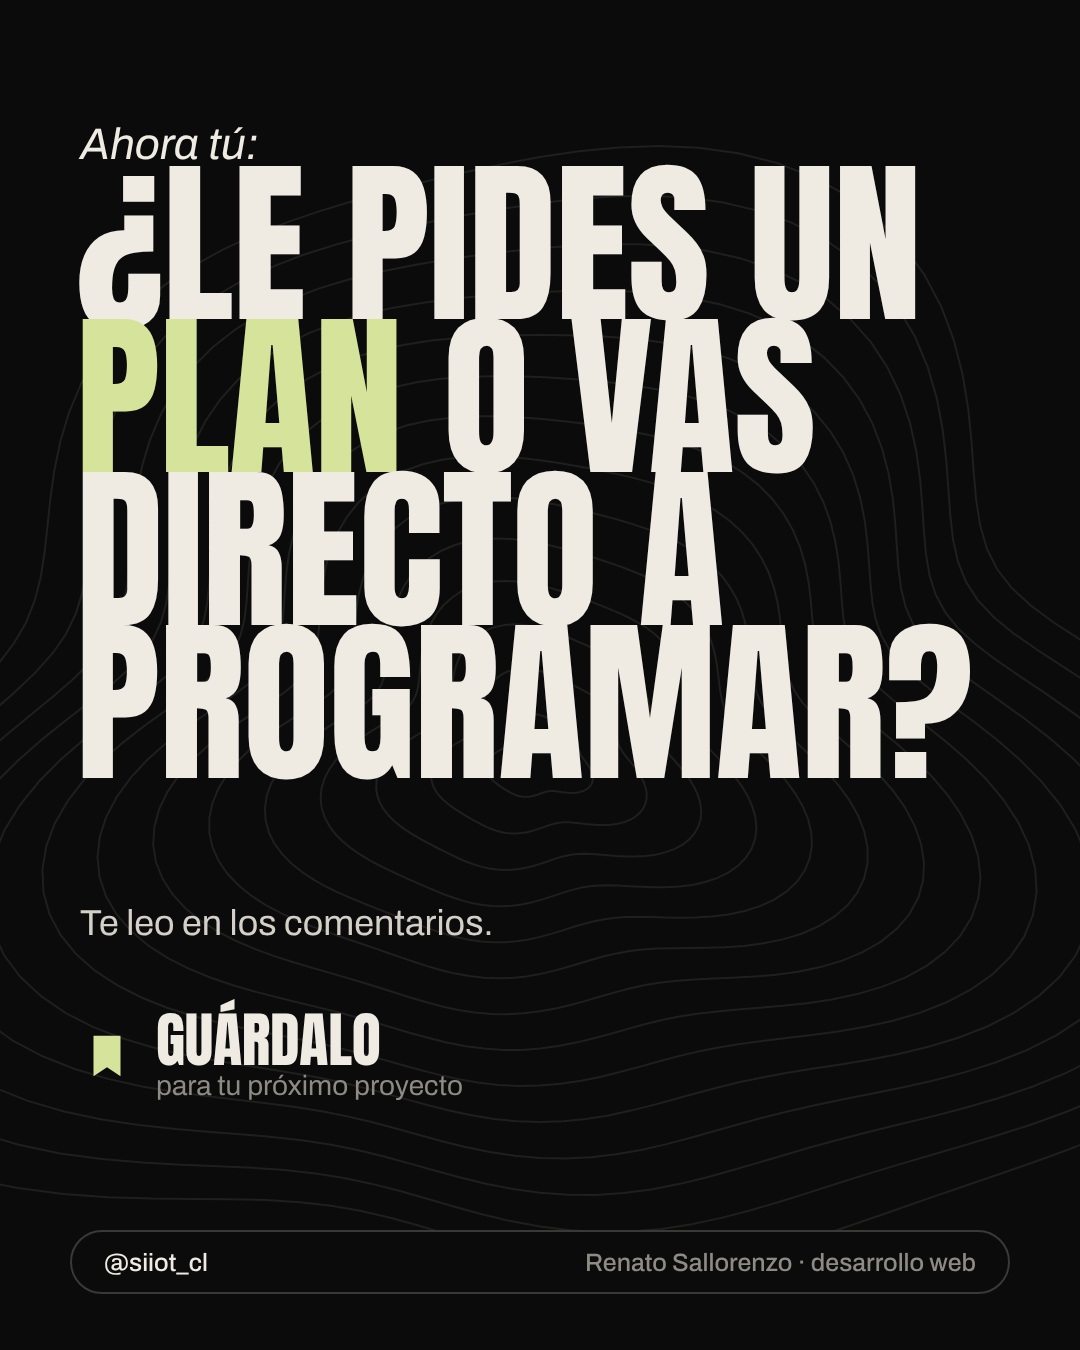 Ahora tú:
¿LE PIDES UN
PLAN O VAS
DIRECTO A
PROGRAMAR?
Te leo en los comentarios.
GUÁRDALO
para tu próximo proyecto
@siiot_cl
Renato Sallorenzo · desarrollo web